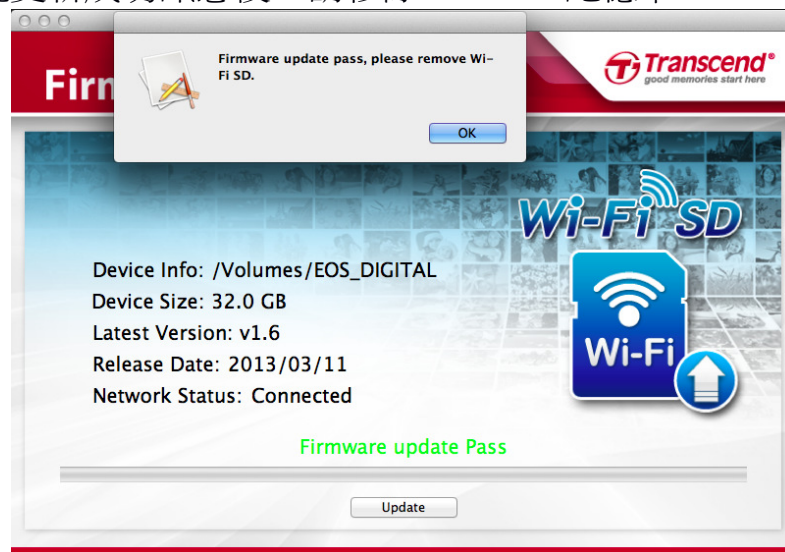 Firmware update pass, please remove Wi-
Fi SD.
OK
Firm
Transcend®
good memories start here
Wi-Fi SD
Device Info: /Volumes/EOS_DIGITAL
Device Size: 32.0 GB
Latest Version: v1.6
Release Date: 2013/03/11
Network Status: Connected
Wi-Fi
Firmware update Pass
Update